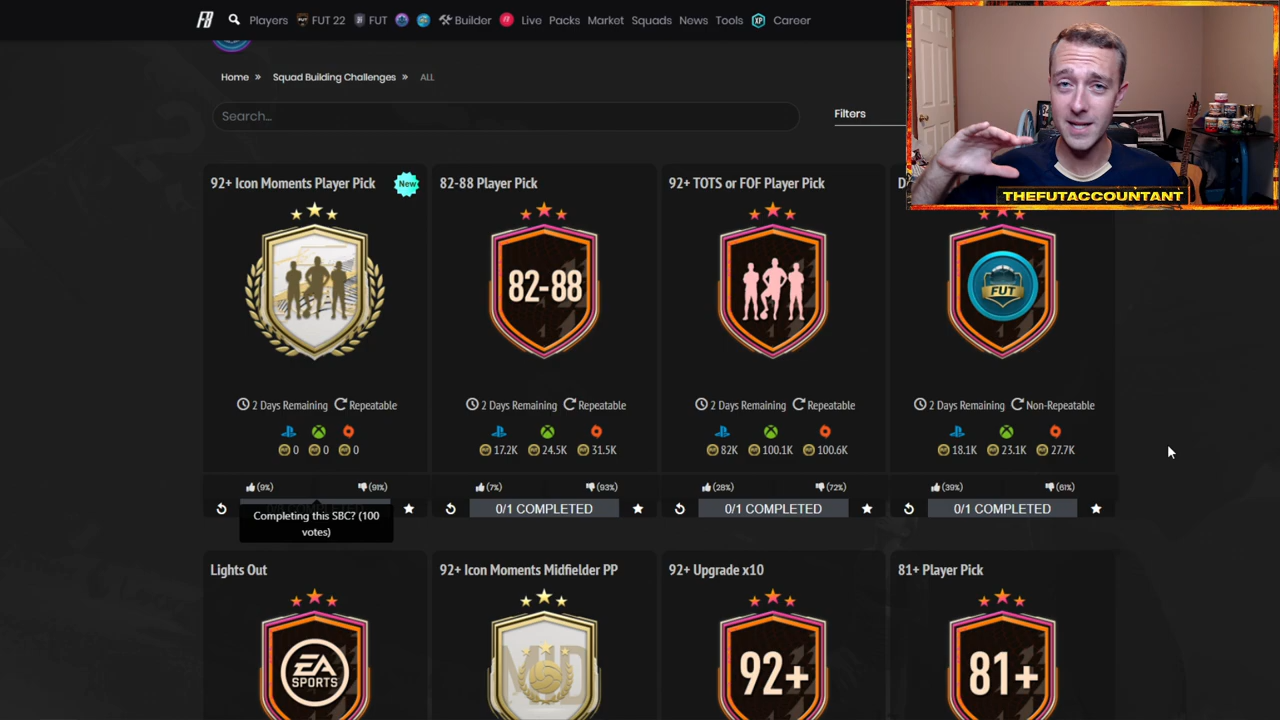 FB Players FUT 22 FUT Builder Live Packs Market Squads News Tools XP Career
Home » Squad Building Challenges » ALL
Search...
Filters
THEFUTACCOUNTANT
92+ Icon Moments Player Pick New
2 Days Remaining Repeatable
0 0 0
(9%) (91%)
Completing this SBC? (100
votes)
82-88 Player Pick
82-88
2 Days Remaining Repeatable
17.2K 24.5K 31.5K
(7%) (93%)
0/1 COMPLETED
92+ TOTS or FOF Player Pick
2 Days Remaining Repeatable
82K 100.1K 100.6K
(28%) (72%)
0/1 COMPLETED
FUT
2 Days Remaining Non-Repeatable
18.1K 23.1K 27.7K
(39%) (61%)
0/1 COMPLETED
Lights Out
EA
SPORTS
92+ Icon Moments Midfielder PP
MID
92+ Upgrade x10
92+
81+ Player Pick
81+